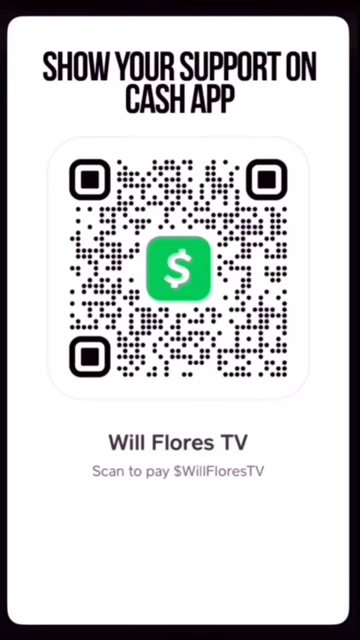 SHOW YOUR SUPPORT ON
CASH APP
$
Will Flores TV
Scan to pay $WillFloresTV